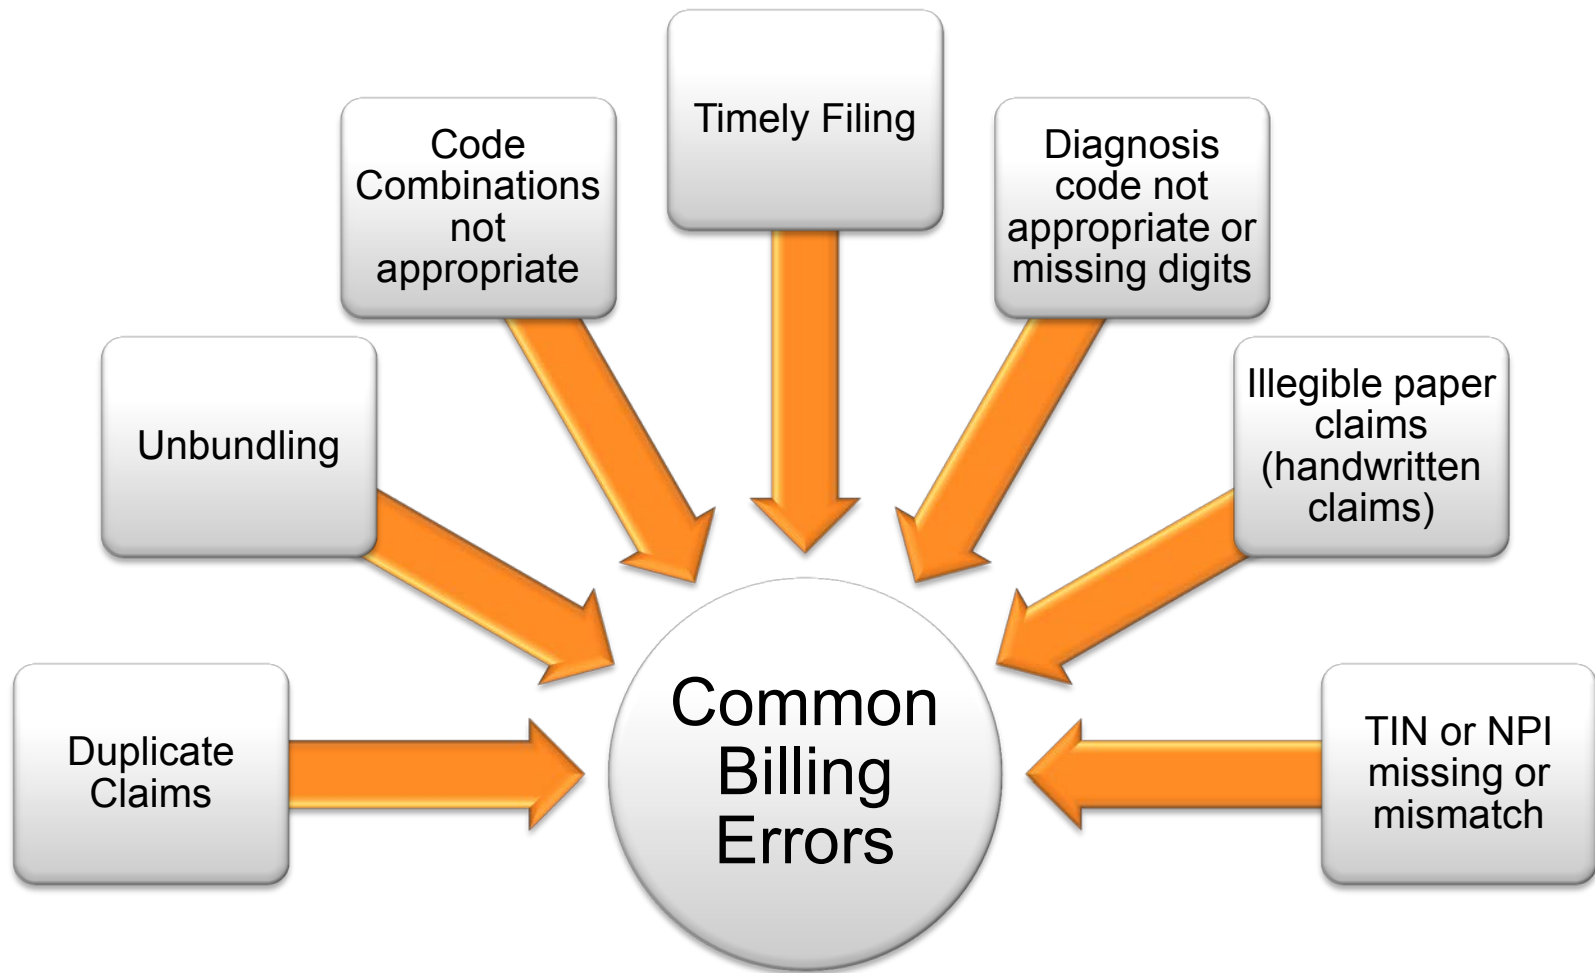 Timely Filing
Code
Combinations
not
appropriate
Diagnosis
code not
appropriate or
missing digits
Unbundling
Illegible paper
claims
(handwritten
claims)
Duplicate
Claims
Common
Billing
Errors
TIN or NPI
missing or
mismatch